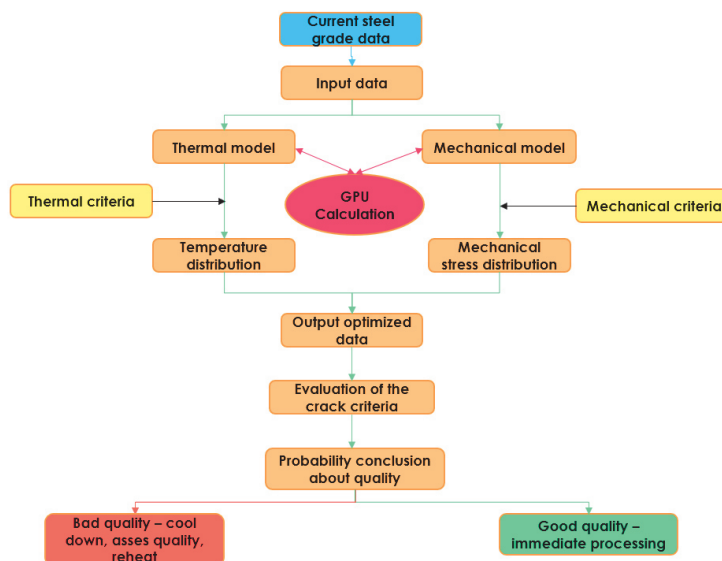 Current steel
grade data
Input data
Thermal model
Mechanical model
GPU
Calculation
Thermal criteria
Mechanical criteria
Temperature
distribution
Mechanical
stress distribution
Output optimized
data
Evaluation of the
crack criteria
Probability conclusion
about quality
Bad quality – cool
down, asses quality,
reheat
Good quality –
immediate processing